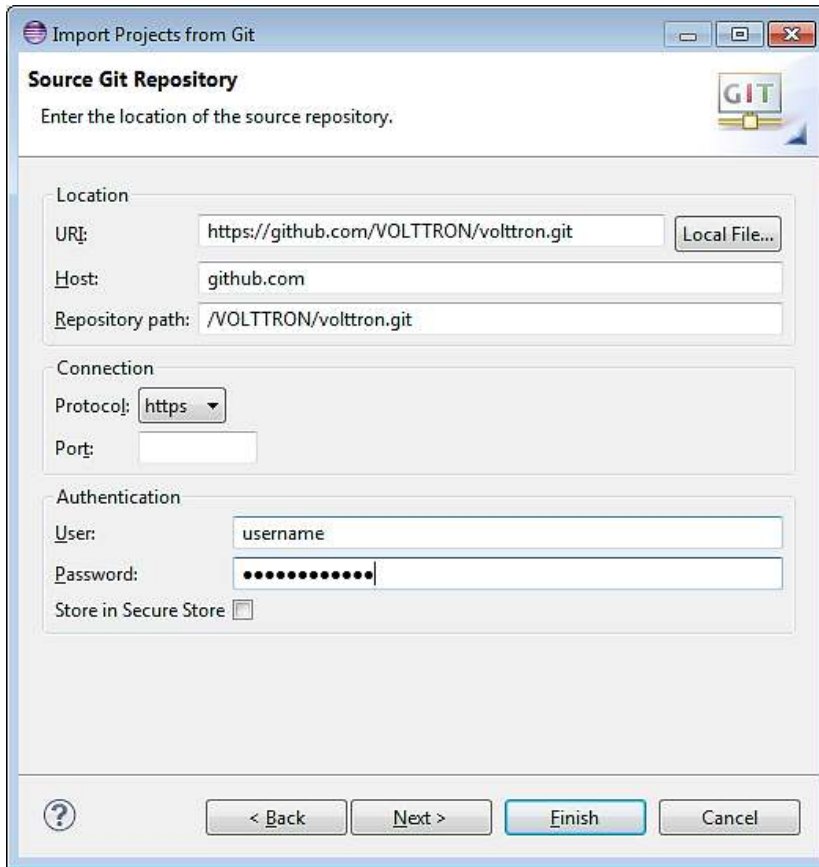 Import Projects from Git
Source Git Repository
Enter the location of the source repository.
GIT
Location
URI: https://github.com/VOLTTRON/volttron.git Local File...
Host: github.com
Repository path: /VOLTTRON/volttron.git
Connection
Protocol: https
Port:
Authentication
User: username
Password: ●●●●●●●●●●●●
Store in Secure Store
? < Back Next > Finish Cancel